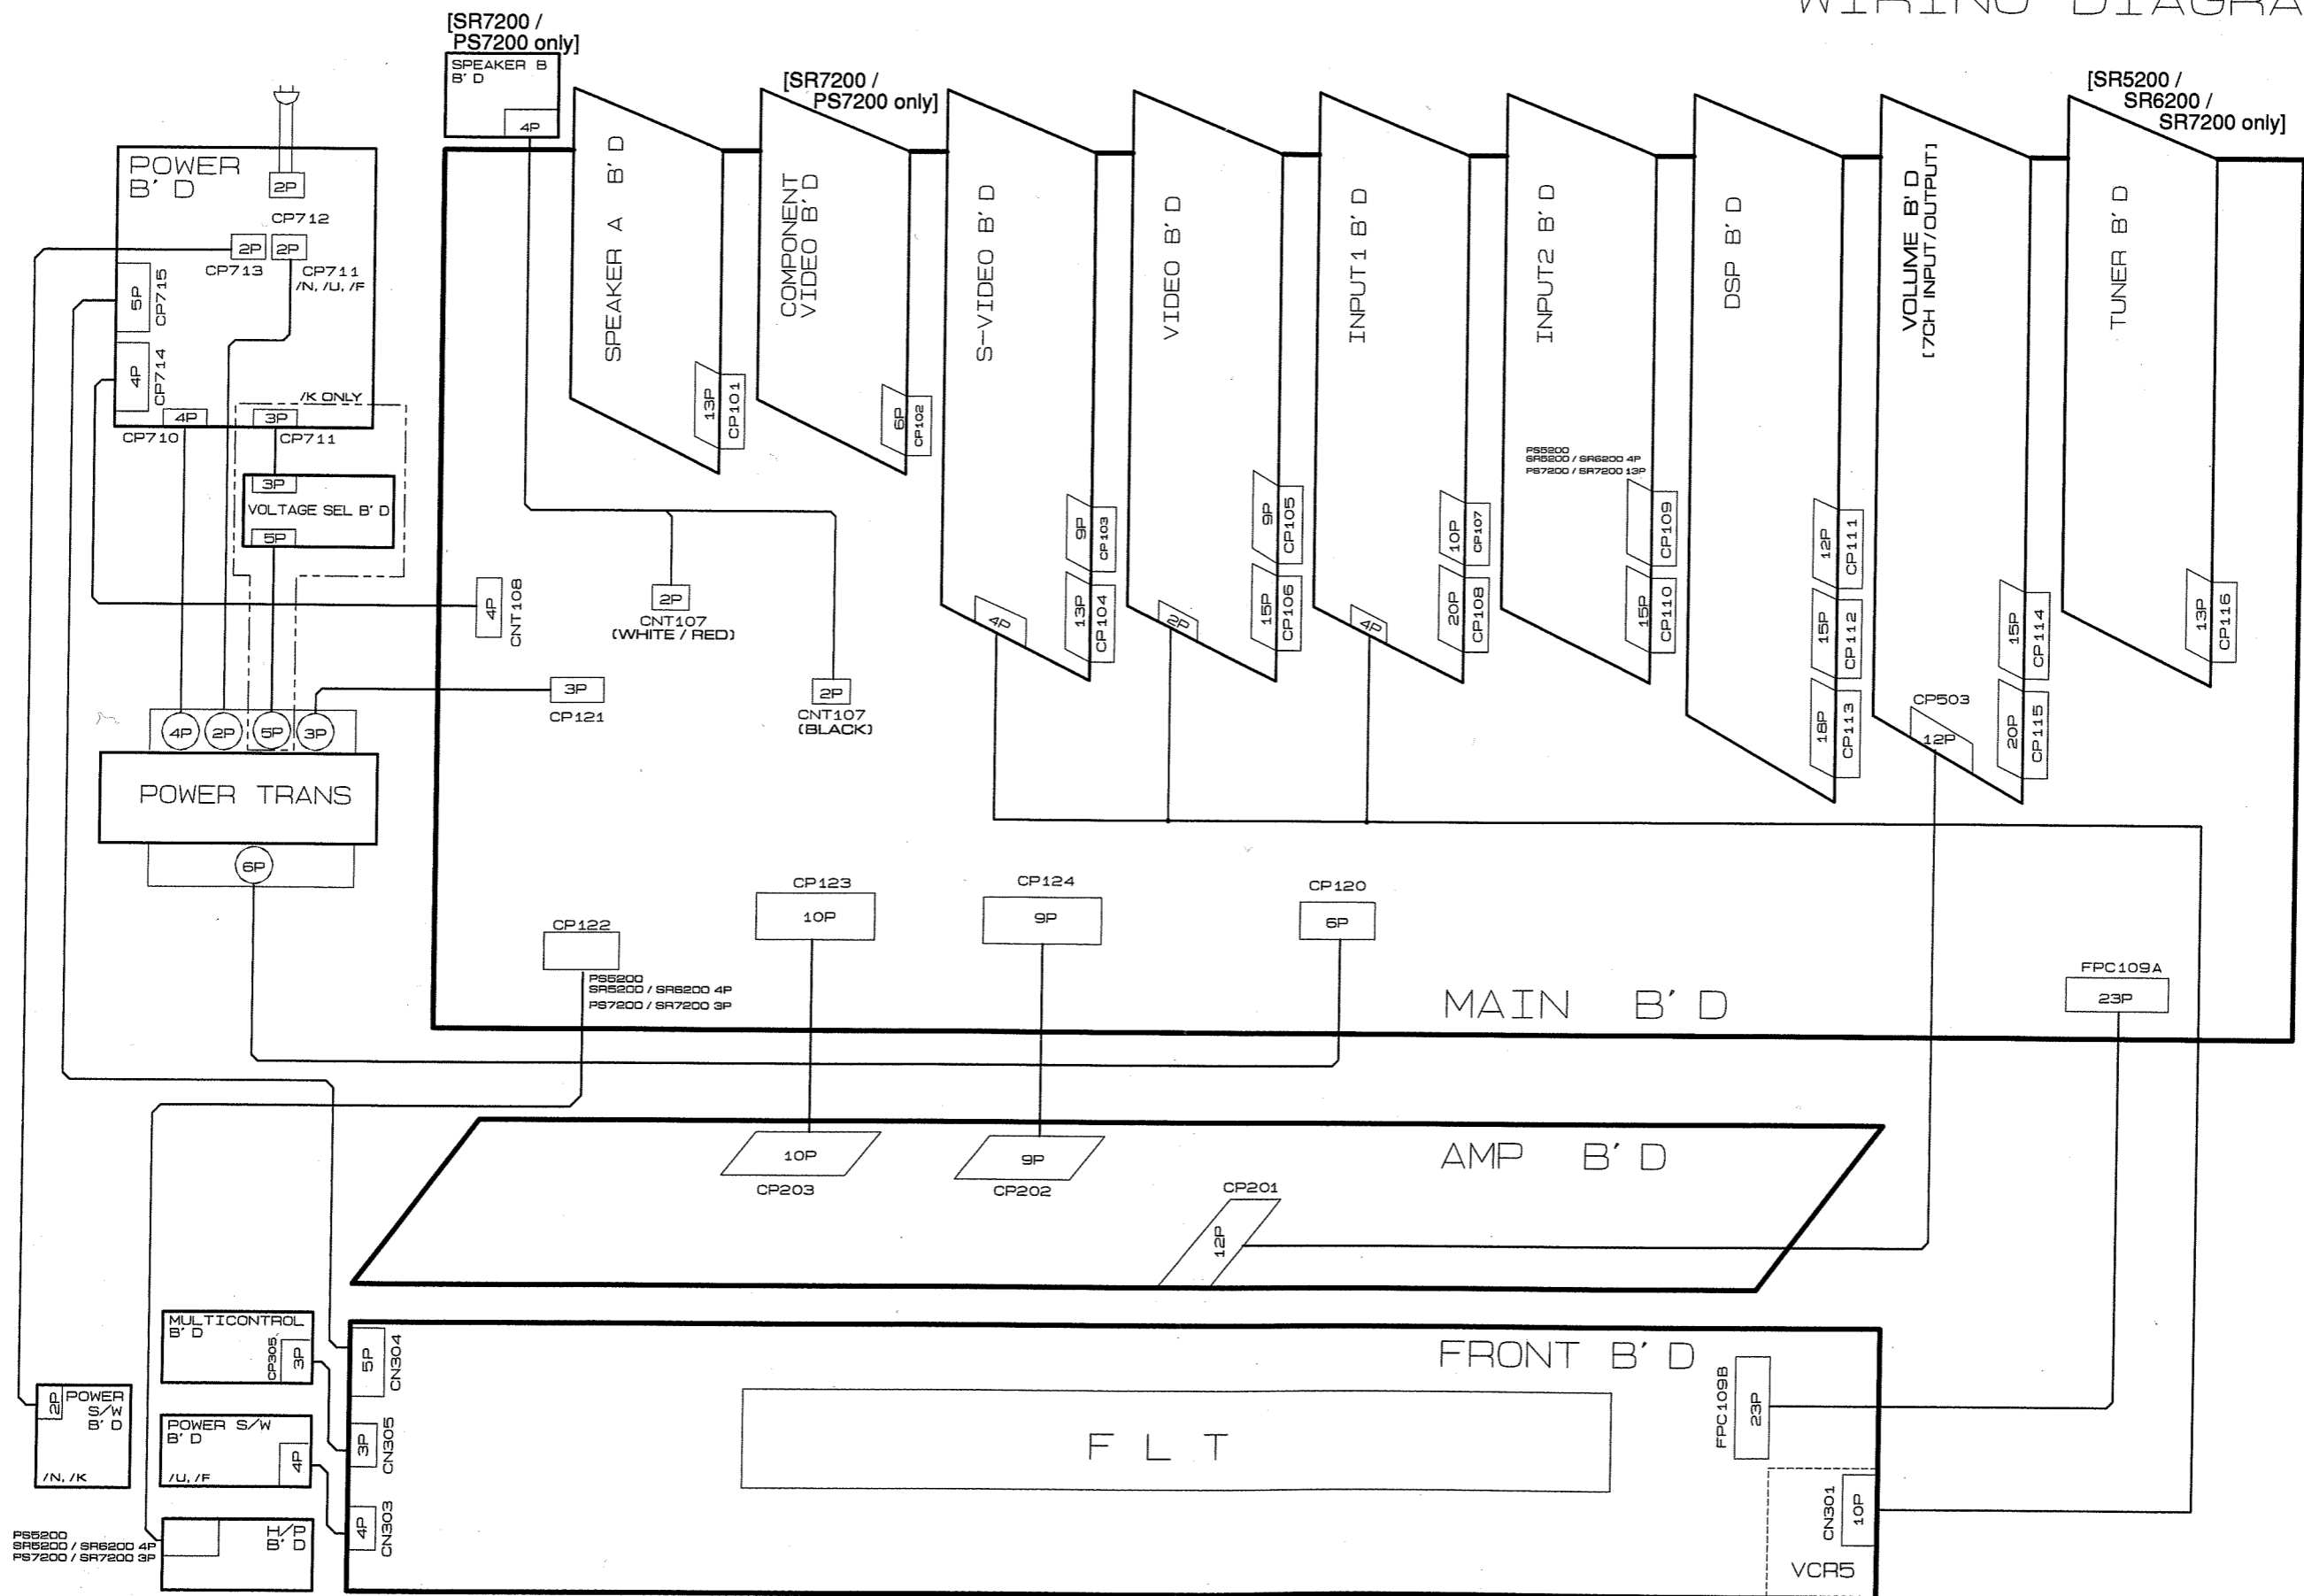 WIRING DIAGRA
[SR7200 /
PS7200 only]
SPEAKER B
B'D
4P
[SR7200 /
PS7200 only]
[SR5200 /
SR6200 /
SR7200 only]
POWER
B'D
2P
CP712
2P
2P
CP713
CP711
/N, /U, /F
5P
CP715
4P
CP714
4P
CP710
3P
CP711
/K ONLY
3P
VOLTAGE SEL B'D
5P
4P
2P
5P
3P
POWER TRANS
6P
SPEAKER A B'D
13P
CP101
COMPONENT
VIDEO B'D
6P
CP102
S-VIDEO B'D
9P
CP103
13P
CP104
4P
VIDEO B'D
9P
CP105
15P
CP106
2P
INPUT1 B'D
10P
CP107
20P
CP108
4P
INPUT2 B'D
PS5200
SR5200 / SR6200 4P
PS7200 / SR7200 13P
CP109
15P
CP110
DSP B'D
12P
CP111
15P
CP112
18P
CP113
VOLUME B'D
[7CH INPUT/OUTPUT]
15P
CP114
20P
CP115
CP503
12P
TUNER B'D
13P
CP116
4P
CNT108
2P
CNT107
(WHITE / RED)
3P
CP121
2P
CNT107
(BLACK)
CP122
PS5200
SR5200 / SR6200 4P
PS7200 / SR7200 3P
CP123
10P
CP124
9P
CP120
6P
FPC109A
23P
MAIN B'D
AMP B'D
10P
CP203
9P
CP202
CP201
12P
MULTICONTROL
B'D
CP305
3P
5P
CN304
FRONT B'D
FLT
FPC109B
23P
2P
POWER
S/W
B'D
/N, /K
POWER S/W
B'D
4P
/U, /F
3P
CN305
4P
CN303
CN301
10P
VCR5
H/P
B'D
PS5200
SR5200 / SR6200 4P
PS7200 / SR7200 3P